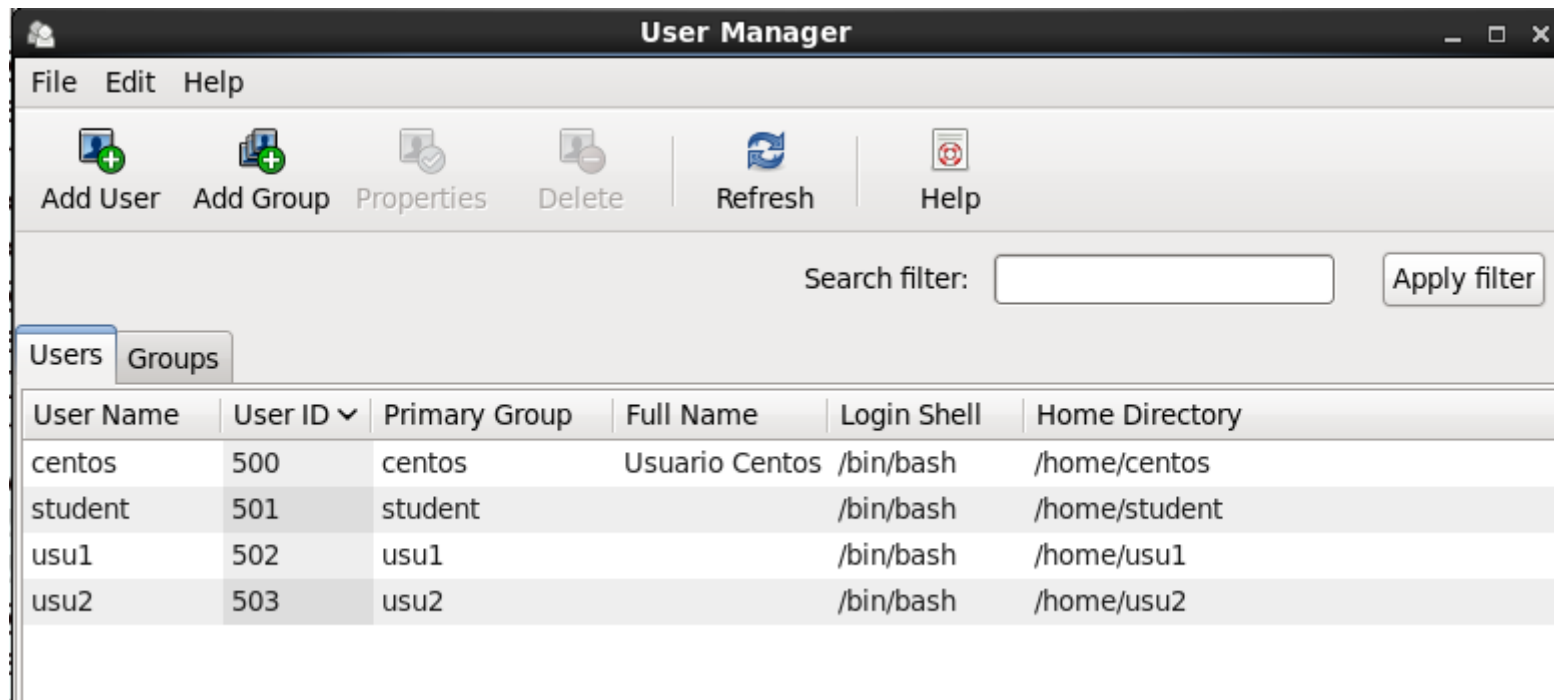 User Manager
File Edit Help
Add User Add Group Properties Delete Refresh Help
Search filter: Apply filter
Users Groups
User Name User ID Primary Group Full Name Login Shell Home Directory
centos 500 centos Usuario Centos /bin/bash /home/centos
student 501 student /bin/bash /home/student
usu1 502 usu1 /bin/bash /home/usu1
usu2 503 usu2 /bin/bash /home/usu2